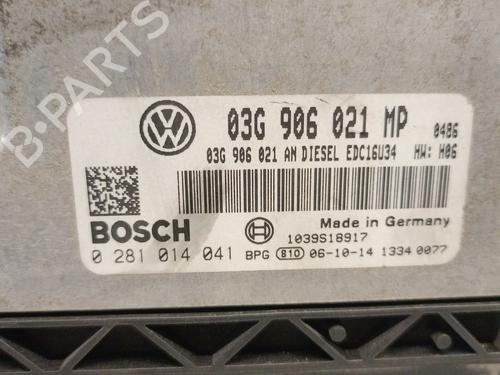 B-PARTS
03G 906 021 MP 0486
03G 906 021 AN DIESEL EDC16U34 HW: H06
Made in Germany
BOSCH
1039S18917
0 281 014 041 BPG 810 06-10-14 1334 0077